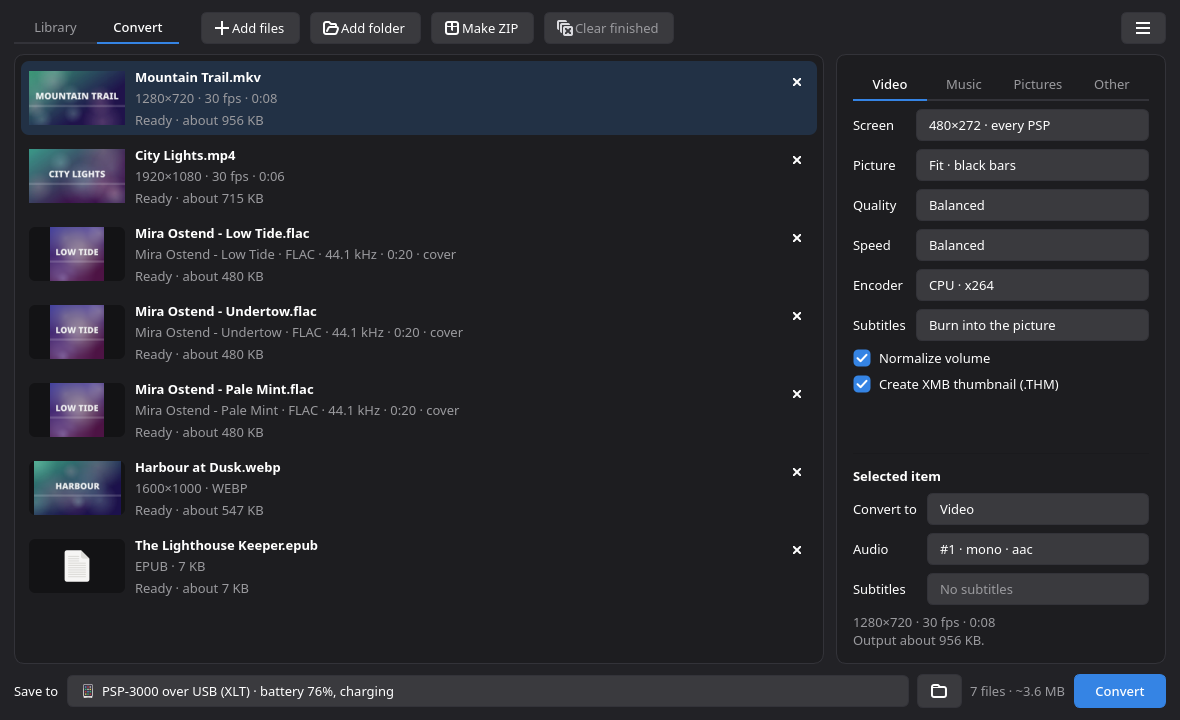 Library
Convert
Add files
Add folder
Make ZIP
Clear finished
MOUNTAIN TRAIL
Mountain Trail.mkv
1280×720 · 30 fps · 0:08
Ready · about 956 KB
CITY LIGHTS
City Lights.mp4
1920×1080 · 30 fps · 0:06
Ready · about 715 KB
LOW TIDE
Mira Ostend - Low Tide.flac
Mira Ostend - Low Tide · FLAC · 44.1 kHz · 0:20 · cover
Ready · about 480 KB
LOW TIDE
Mira Ostend - Undertow.flac
Mira Ostend - Undertow · FLAC · 44.1 kHz · 0:20 · cover
Ready · about 480 KB
LOW TIDE
Mira Ostend - Pale Mint.flac
Mira Ostend - Pale Mint · FLAC · 44.1 kHz · 0:20 · cover
Ready · about 480 KB
HARBOUR
Harbour at Dusk.webp
1600×1000 · WEBP
Ready · about 547 KB
The Lighthouse Keeper.epub
EPUB · 7 KB
Ready · about 7 KB
Video
Music
Pictures
Other
Screen
480×272 · every PSP
Picture
Fit · black bars
Quality
Balanced
Speed
Balanced
Encoder
CPU · x264
Subtitles
Burn into the picture
Normalize volume
Create XMB thumbnail (.THM)
Selected item
Convert to
Video
Audio
#1 · mono · aac
Subtitles
No subtitles
1280×720 · 30 fps · 0:08
Output about 956 KB.
Save to
PSP-3000 over USB (XLT) · battery 76%, charging
7 files · ~3.6 MB
Convert